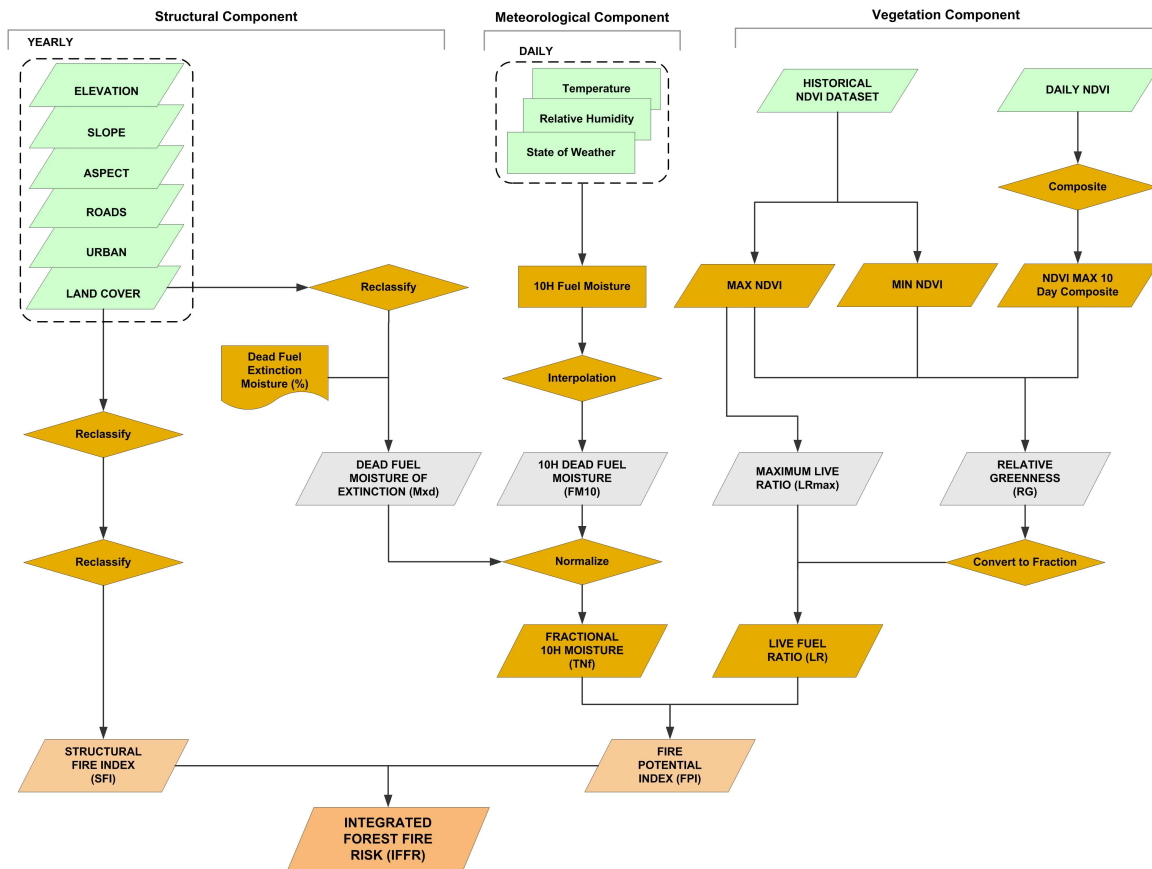 Structural Component
Meteorological Component
Vegetation Component
YEARLY
DAILY
ELEVATION
SLOPE
ASPECT
ROADS
URBAN
LAND COVER
Temperature
Relative Humidity
State of Weather
HISTORICAL
NDVI DATASET
DAILY NDVI
Composite
Reclassify
10H Fuel Moisture
MAX NDVI
MIN NDVI
NDVI MAX 10
Day Composite
Dead Fuel
Extinction
Moisture (%)
Interpolation
Reclassify
DEAD FUEL
MOISTURE OF
EXTINCTION (Mxd)
10H DEAD FUEL
MOISTURE
(FM10)
MAXIMUM LIVE
RATIO (LRmax)
RELATIVE
GREENNESS
(RG)
Reclassify
Normalize
Convert to Fraction
FRACTIONAL
10H MOISTURE
(TNf)
LIVE FUEL
RATIO (LR)
STRUCTURAL
FIRE INDEX
(SFI)
FIRE
POTENTIAL
INDEX (FPI)
INTEGRATED
FOREST FIRE
RISK (IFFR)